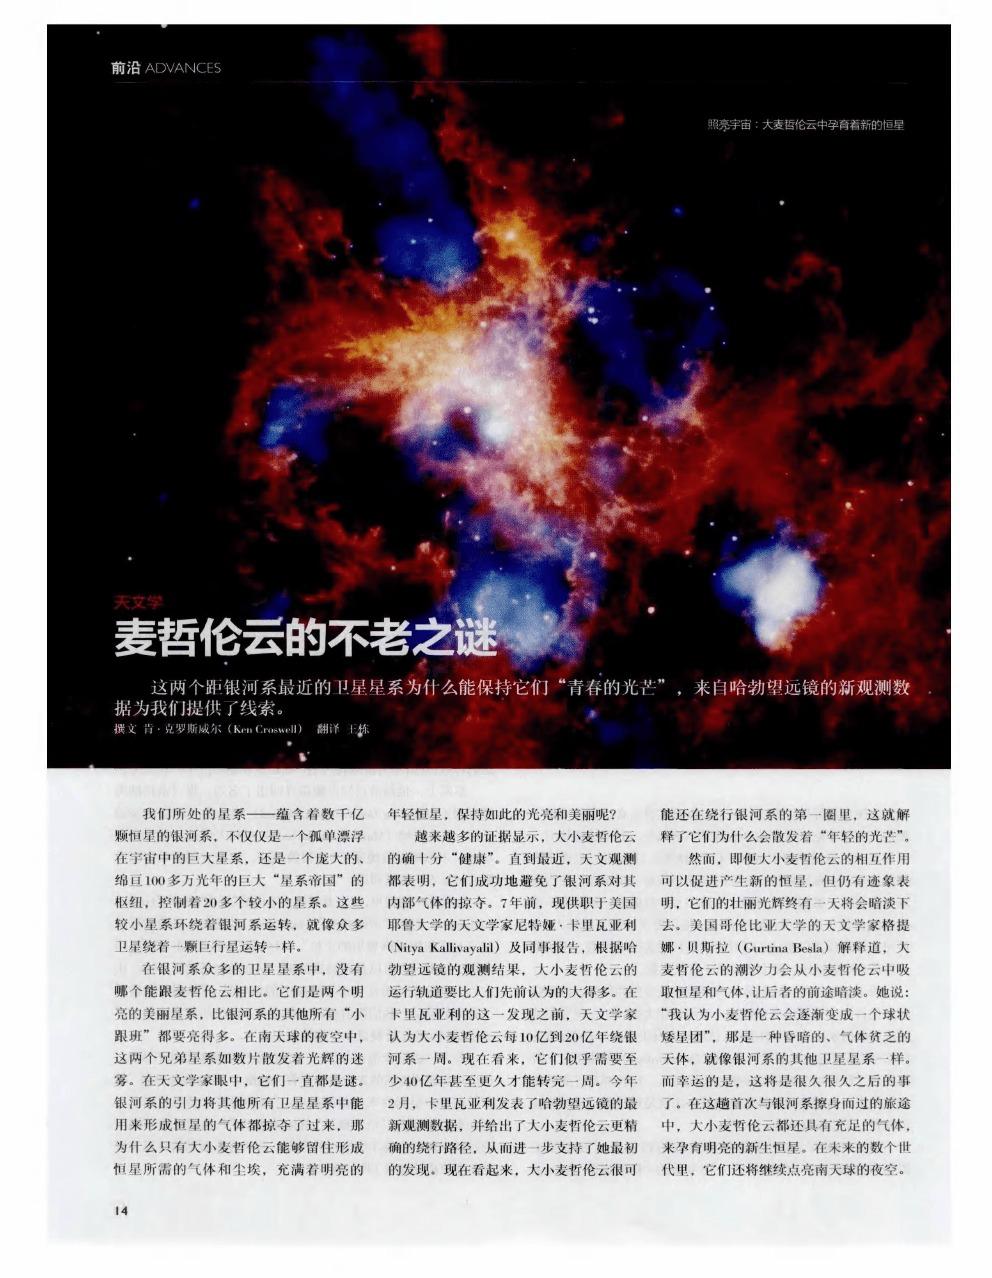 前沿 ADVANCES
照亮宇宙：大麦哲伦云中孕育着新的恒星
天文学
麦哲伦云的不老之谜
这两个距银河系最近的卫星星系为什么能保持它们“青春的光芒”，来自哈勃望远镜的新观测数
据为我们提供了线索。
撰文 肯·克罗斯威尔（Ken Croswell） 翻译 王栋
我们所处的星系——蕴含着数千亿
颗恒星的银河系，不仅仅是一个孤单漂浮
在宇宙中的巨大星系，还是一个庞大的、
绵亘100多万光年的巨大“星系帝国”的
枢纽，控制着20多个较小的星系。这些
较小星系环绕着银河系运转，就像众多
卫星绕着一颗巨行星运转一样。
在银河系众多的卫星星系中，没有
哪个能跟麦哲伦云相比。它们是两个明
亮的美丽星系，比银河系的其他所有“小
跟班”都要亮得多。在南天球的夜空中，
这两个兄弟星系如数片散发着光辉的迷
雾。在天文学家眼中，它们一直都是谜。
银河系的引力将其他所有卫星星系中能
用来形成恒星的气体都掠夺了过来，那
为什么只有大小麦哲伦云能够留住形成
恒星所需的气体和尘埃，充满着明亮的
年轻恒星，保持如此的光亮和美丽呢？
越来越多的证据显示，大小麦哲伦云
的确十分“健康”。直到最近，天文观测
都表明，它们成功地避免了银河系对其
内部气体的掠夺。7年前，现供职于美国
耶鲁大学的天文学家尼特娅·卡里瓦亚利
（Nitya Kallivayalil）及同事报告，根据哈
勃望远镜的观测结果，大小麦哲伦云的
运行轨道要比人们先前认为的大得多。在
卡里瓦亚利的这一发现之前，天文学家
认为大小麦哲伦云每10亿到20亿年绕银
河系一周。现在看来，它们似乎需要至
少40亿年甚至更久才能转完一周。今年
2月，卡里瓦亚利发表了哈勃望远镜的最
新观测数据，并给出了大小麦哲伦云更精
确的绕行路径，从而进一步支持了她最初
的发现。现在看起来，大小麦哲伦云很可
能还在绕行银河系的第一圈里，这就解
释了它们为什么会散发着“年轻的光芒”。
然而，即便大小麦哲伦云的相互作用
可以促进产生新的恒星，但仍有迹象表
明，它们的壮丽光辉终有一天将会暗淡下
去。美国哥伦比亚大学的天文学家格提
娜·贝斯拉（Gurtina Besla）解释道，大
麦哲伦云的潮汐力会从小麦哲伦云中吸
取恒星和气体，让后者的前途暗淡。她说：
“我认为小麦哲伦云会逐渐变成一个球状
矮星团”，那是一种昏暗的、气体贫乏的
天体，就像银河系的其他卫星星系一样。
而幸运的是，这将是很久很久之后的事
了。在这趟首次与银河系擦身而过的旅途
中，大小麦哲伦云都还具有充足的气体，
来孕育明亮的新生恒星。在未来的数个世
代里，它们还将继续点亮南天球的夜空。
14